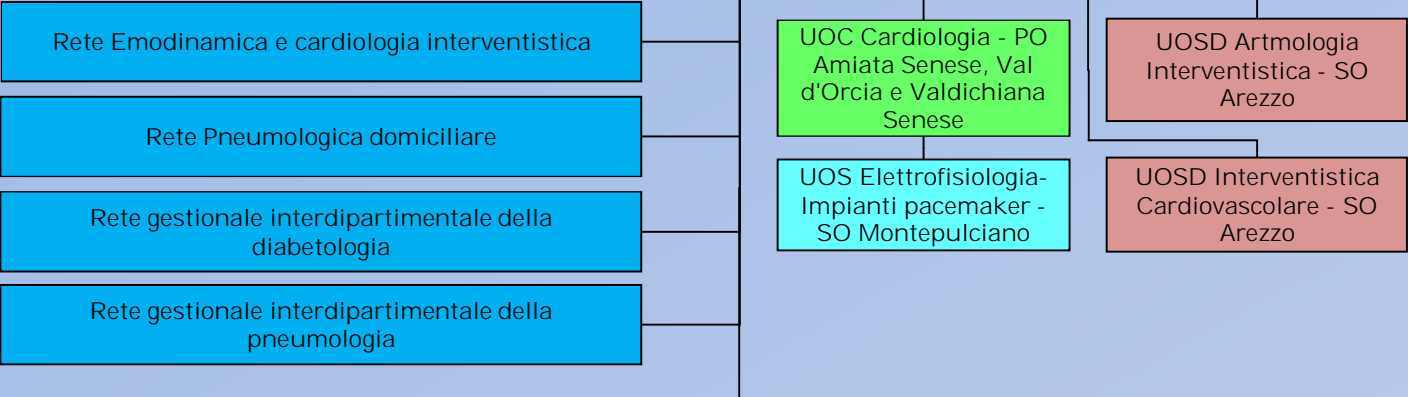 Rete Emodinamica e cardiologia interventistica
Rete Pneumologica domiciliare
Rete gestionale interdipartimentale della
diabetologia
Rete gestionale interdipartimentale della
pneumologia
UOC Cardiologia - PO
Amiata Senese, Val
d'Orcia e Valdichiana
Senese
UOS Elettrofisiologia-
Impianti pacemaker -
SO Montepulciano
UOSD Artmologia
Interventistica - SO
Arezzo
UOSD Interventistica
Cardiovascolare - SO
Arezzo